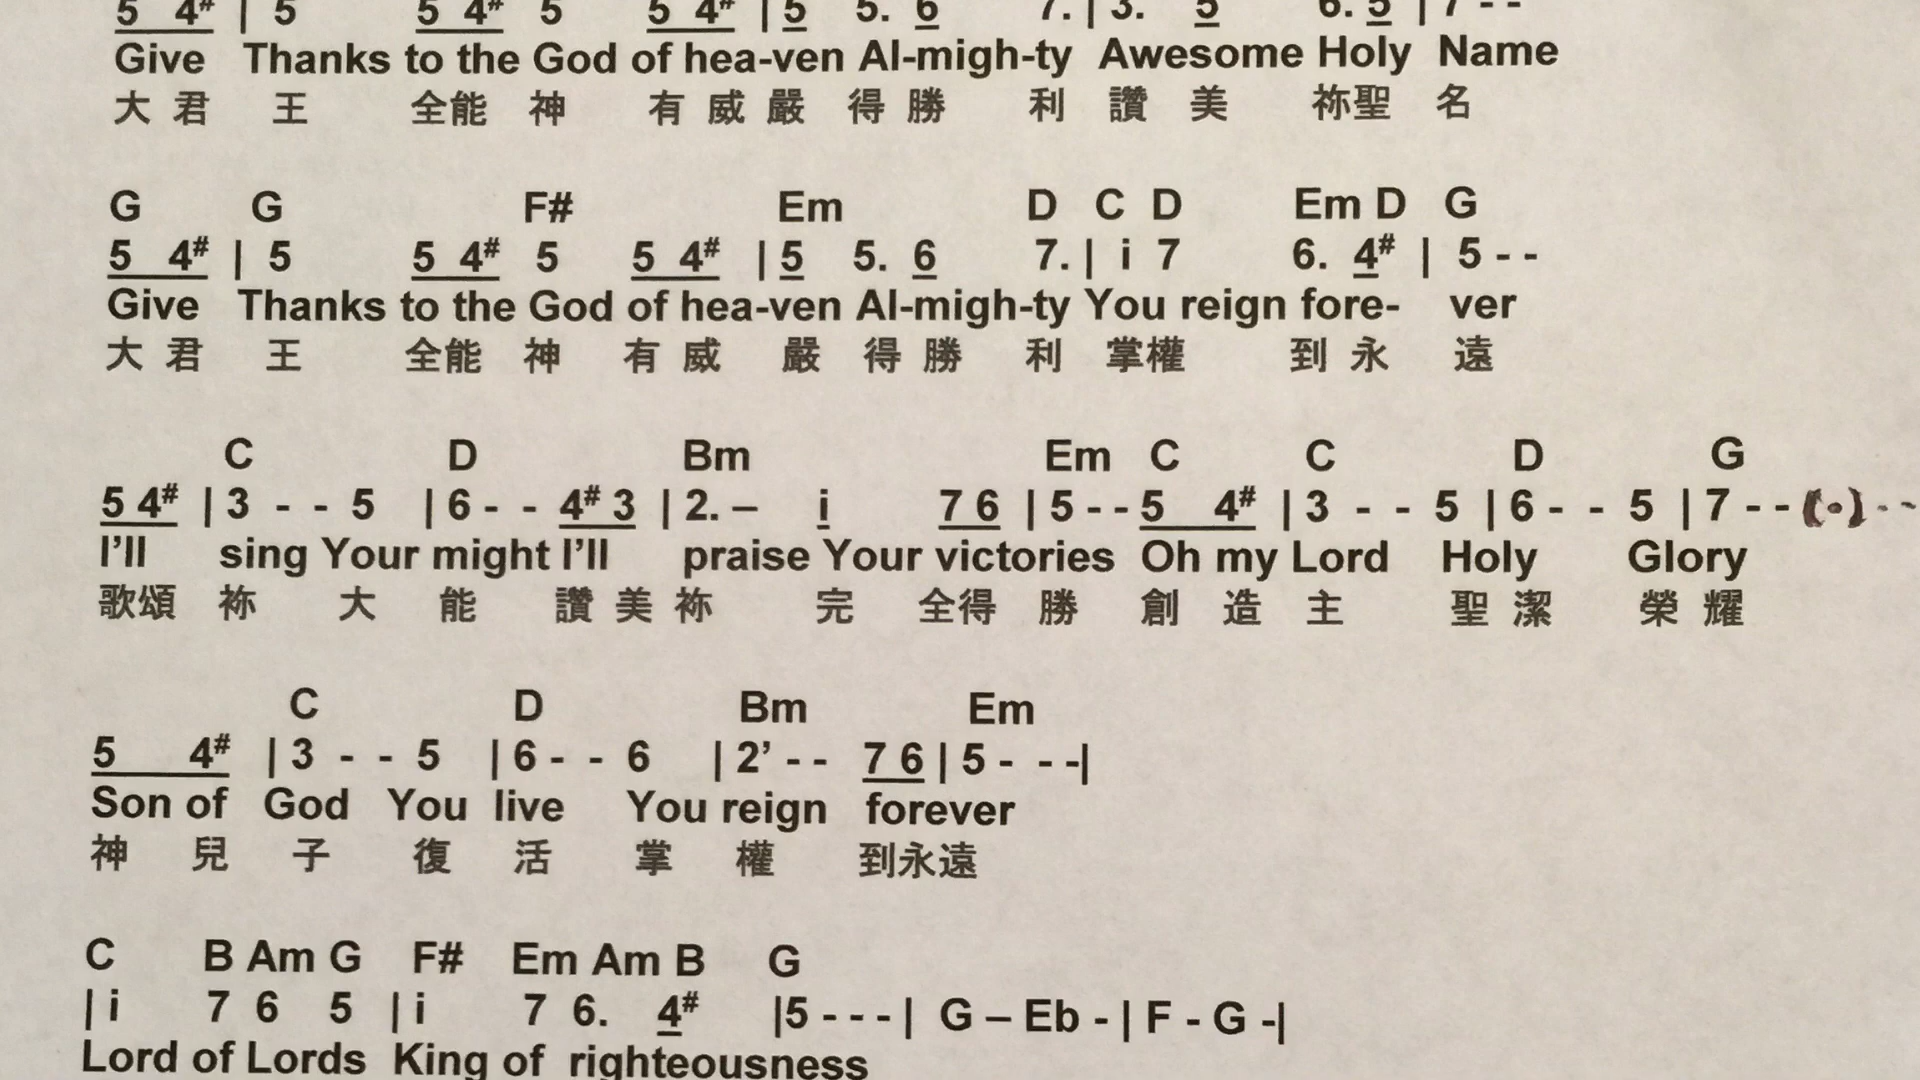 5 4# | 5 5 4# 5 5 4# | 5 5. 6 7. | 3. 5 6. 5 | 7 - -
Give Thanks to the God of hea-ven Al-migh-ty Awesome Holy Name
大 君 王 全能 神 有 威 嚴 得 勝 利 讚 美 祢聖 名
G G F# Em D C D Em D G
5 4# | 5 5 4# 5 5 4# | 5 5. 6 7. | i 7 6. 4# | 5 - -
Give Thanks to the God of hea-ven Al-migh-ty You reign fore- ver
大 君 王 全能 神 有 威 嚴 得 勝 利 掌權 到 永 遠
C D Bm Em C C D G
5 4# | 3 - - 5 | 6 - - 4# 3 | 2. – i 7 6 | 5 - - 5 4# | 3 - - 5 | 6 - - 5 | 7 - - (·) - -
I'll sing Your might I'll praise Your victories Oh my Lord Holy Glory
歌頌 祢 大 能 讚 美 祢 完 全得 勝 創 造 主 聖 潔 榮 耀
C D Bm Em
5 4# | 3 - - 5 | 6 - - 6 | 2’ - - 7 6 | 5 - - -|
Son of God You live You reign forever
神 兒 子 復 活 掌 權 到永遠
C B Am G F# Em Am B G
| i 7 6 5 | i 7 6. 4# |5 - - - | G – Eb - | F - G -|
Lord of Lords King of righteousness